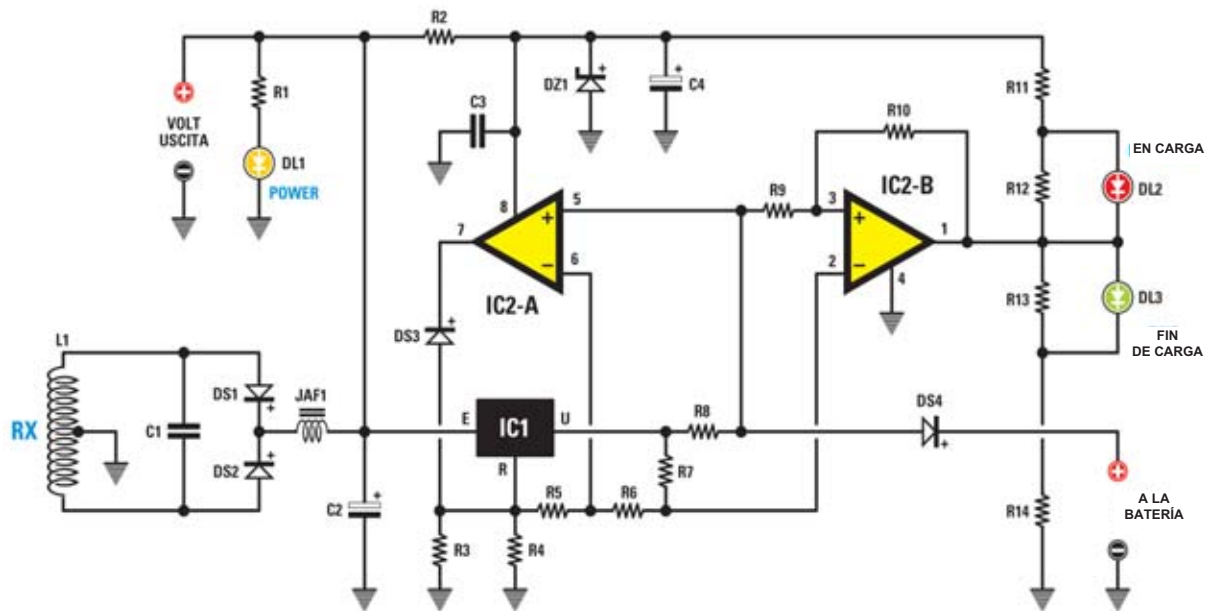 R2
R1
VOLT
USCITA
DL1
POWER
C3
DZ1
C4
R11
R10
EN CARGA
R9
IC2-B
R12
DL2
8
5
3
7
6
1
2
4
IC2-A
R13
DL3
FIN
DE CARGA
DS3
L1
DS1
JAF1
RX
C1
DS2
E
IC1
U
R
R8
DS4
R7
C2
R5
R6
A LA
BATERÍA
R3
R4
R14